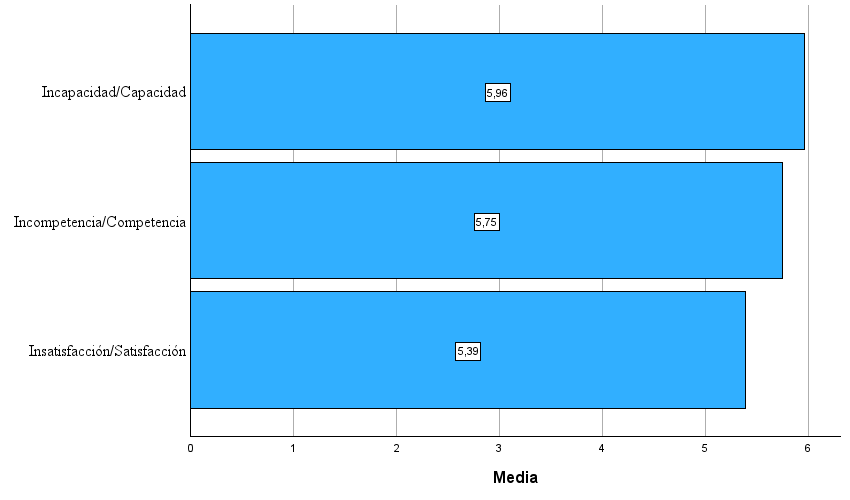 Incapacidad/Capacidad
5,96
Incompetencia/Competencia
5,75
Insatisfacción/Satisfacción
5,39
0 1 2 3 4 5 6
Media